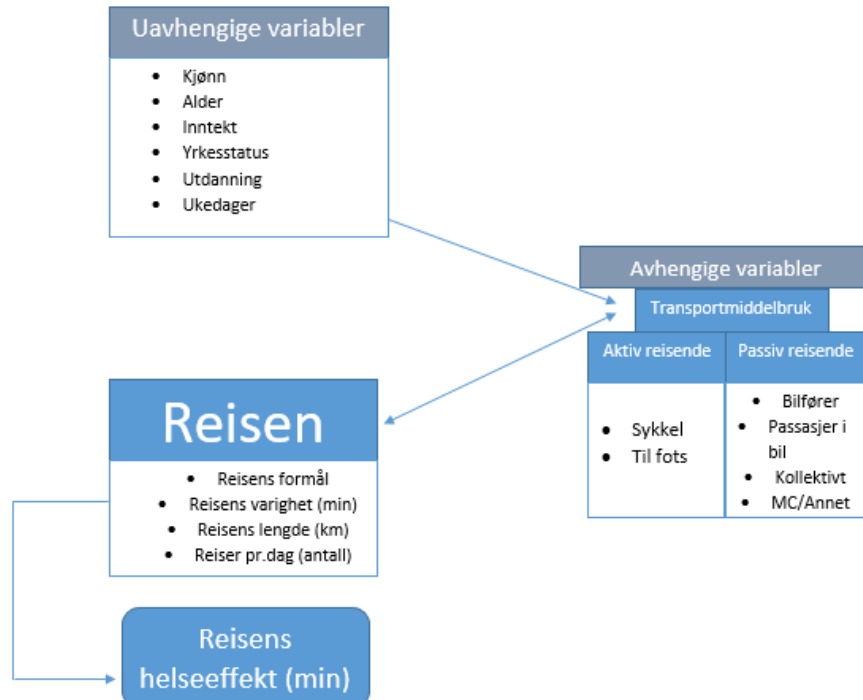 Uavhengige variabler
• Kjønn
• Alder
• Inntekt
• Yrkesstatus
• Utdanning
• Ukedager
Avhengige variabler
Transportmiddelbruk
Aktiv reisende
• Sykkel
• Til fots
Passiv reisende
• Bilfører
• Passasjer i
bil
• Kollektivt
• MC/Annet
Reisen
• Reisens formål
• Reisens varighet (min)
• Reisens lengde (km)
• Reiser pr.dag (antall)
Reisens
helseeffekt (min)